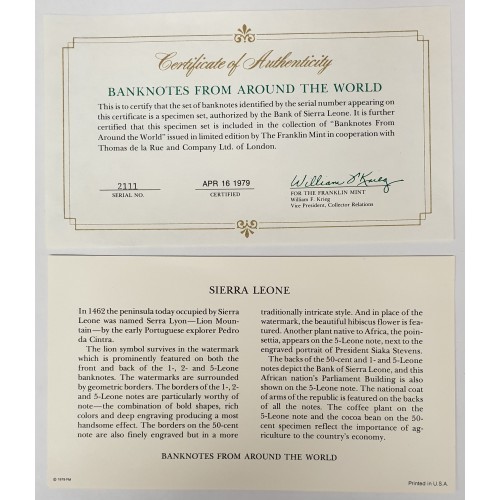 Certificate of Authenticity
BANKNOTES FROM AROUND THE WORLD
This is to certify that the set of banknotes identified by the serial number appearing on
this certificate is a specimen set, authorized by the Bank of Sierra Leone. It is further
certified that this specimen set is included in the collection of "Banknotes From
Around the World" issued in limited edition by The Franklin Mint in cooperation with
Thomas de la Rue and Company Ltd. of London.
2111
SERIAL NO.
APR 16 1979
CERTIFIED
William F Krieg
FOR THE FRANKLIN MINT
William F. Krieg
Vice President, Collector Relations
SIERRA LEONE
In 1462 the peninsula today occupied by Sierra
Leone was named Serra Lyon—Lion Moun-
tain—by the early Portuguese explorer Pedro
da Cintra.
The lion symbol survives in the watermark
which is prominently featured on both the
front and back of the 1-, 2- and 5-Leone
banknotes. The watermarks are surrounded
by geometric borders. The borders of the 1-, 2-
and 5-Leone notes are particularly worthy of
note—the combination of bold shapes, rich
colors and deep engraving producing a most
handsome effect. The borders on the 50-cent
note are also finely engraved but in a more
traditionally intricate style. And in place of the
watermark, the beautiful hibiscus flower is fea-
tured. Another plant native to Africa, the poin-
settia, appears on the 5-Leone note, next to the
engraved portrait of President Siaka Stevens.
The backs of the 50-cent and 1- and 5-Leone
notes depict the Bank of Sierra Leone, and this
African nation's Parliament Building is also
shown on the 5-Leone note. The national coat
of arms of the republic is featured on the backs
of all the notes. The coffee plant on the
5-Leone note and the cocoa bean on the 50-
cent specimen reflect the importance of ag-
riculture to the country's economy.
BANKNOTES FROM AROUND THE WORLD
© 1979 FM
Printed in U.S.A.